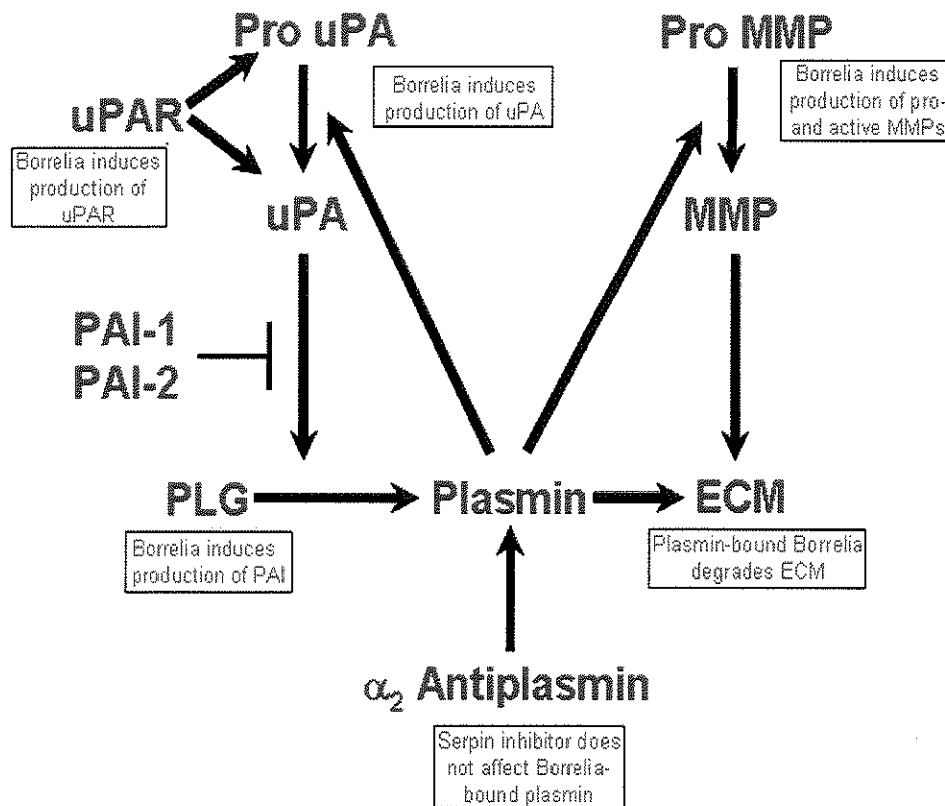 Pro uPA
Pro MMP
Borrelia induces
production of uPA
Borrelia induces
production of pro-
and active MMPs
uPAR
Borrelia induces
production of
uPAR
uPA
MMP
PAI-1
PAI-2
PLG
Plasmin
ECM
Borrelia induces
production of PAI
Plasmin-bound Borrelia
degrades ECM
α2 Antiplasmin
Serpin inhibitor does
not affect Borrelia-
bound plasmin